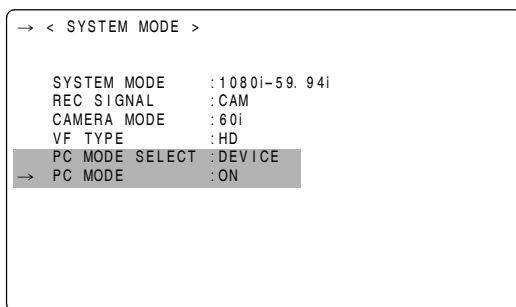 → < SYSTEM MODE >
SYSTEM MODE :1080i-59. 94i
REC SIGNAL :CAM
CAMERA MODE :60i
VF TYPE :HD
PC MODE SELECT :DEVICE
→ PC MODE :ON